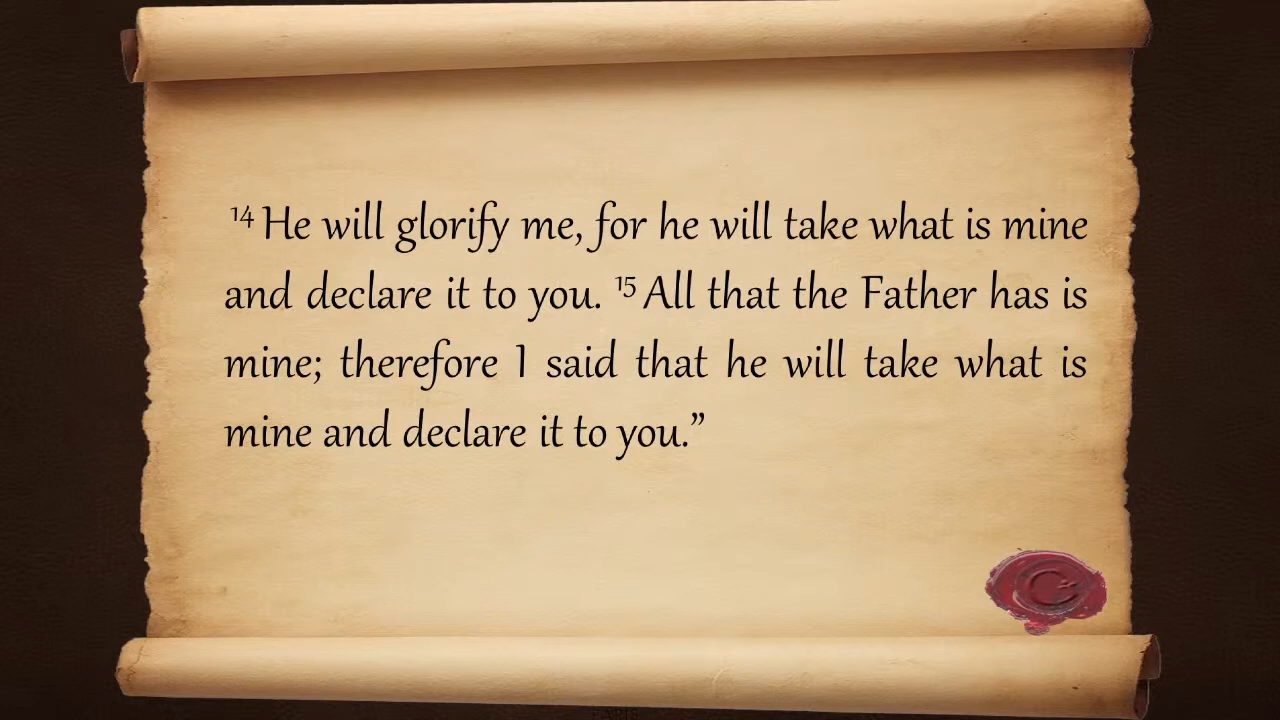 ¹⁴ He will glorify me, for he will take what is mine
and declare it to you. ¹⁵ All that the Father has is
mine; therefore I said that he will take what is
mine and declare it to you.”
C